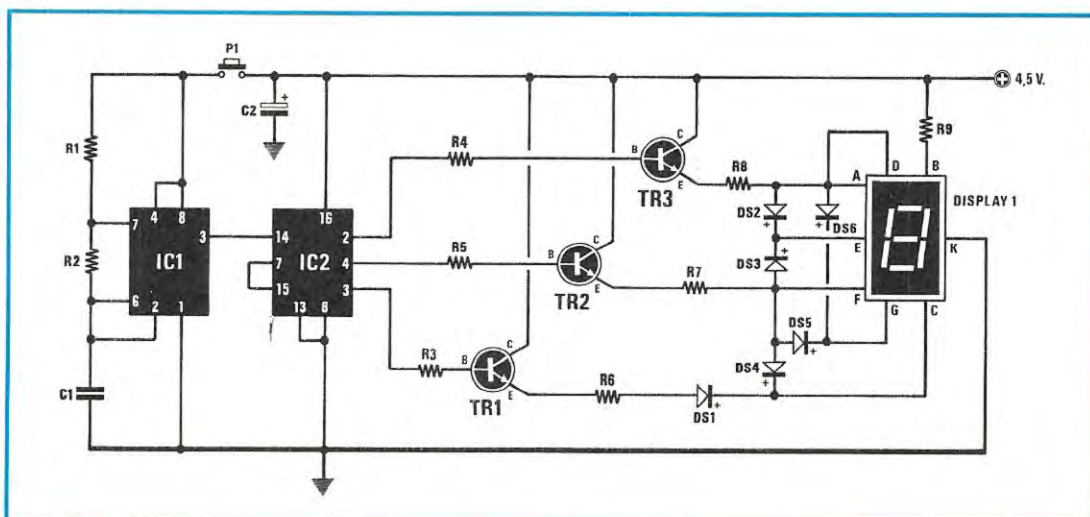 P1
4,5 V.
C2
+
R1
R4
R9
B
C
E
TR3
R8
D
B
A
DS2
+
DS6
+
DISPLAY 1
E
K
4
8
7
3
IC1
R2
6
2
1
16
14
2
IC2
4
7
15
3
13
8
R5
B
C
E
TR2
R7
DS3
+
F
G
C
DS5
+
DS4
+
R3
B
C
E
TR1
R6
DS1
+
C1